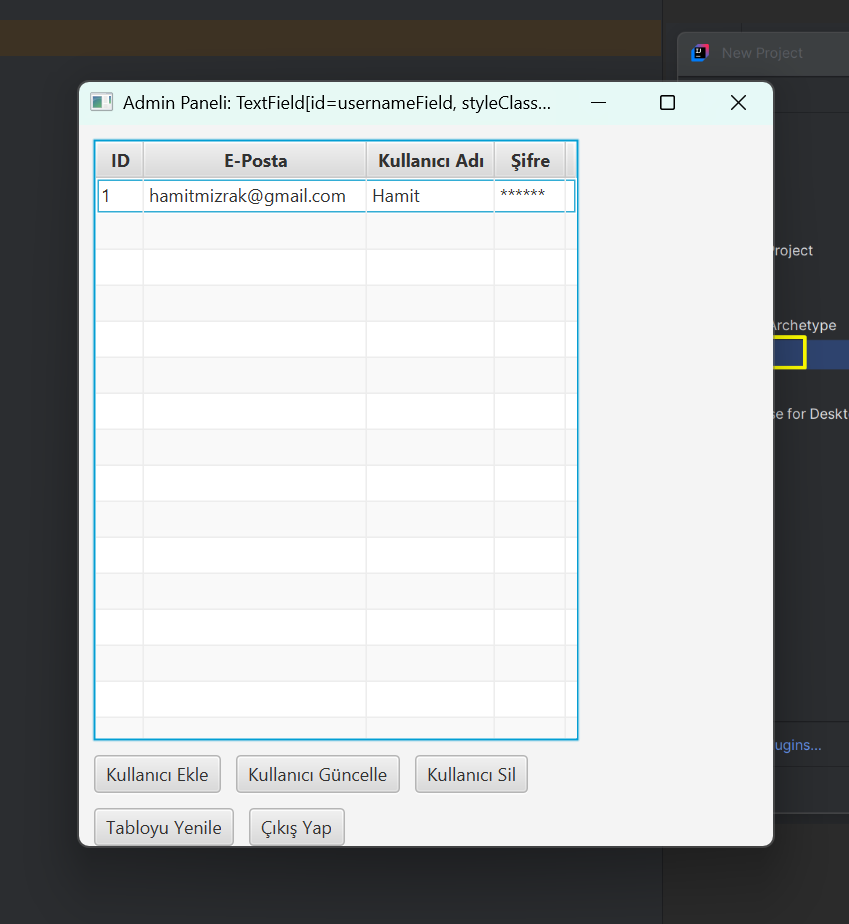 New Project
Admin Paneli: TextField[id=usernameField, styleClass...
ID E-Posta Kullanıcı Adı Şifre
1 hamitmizrak@gmail.com Hamit ******
Project
Archetype
se for Deskt
lugins...
Kullanıcı Ekle Kullanıcı Güncelle Kullanıcı Sil
Tabloyu Yenile Çıkış Yap